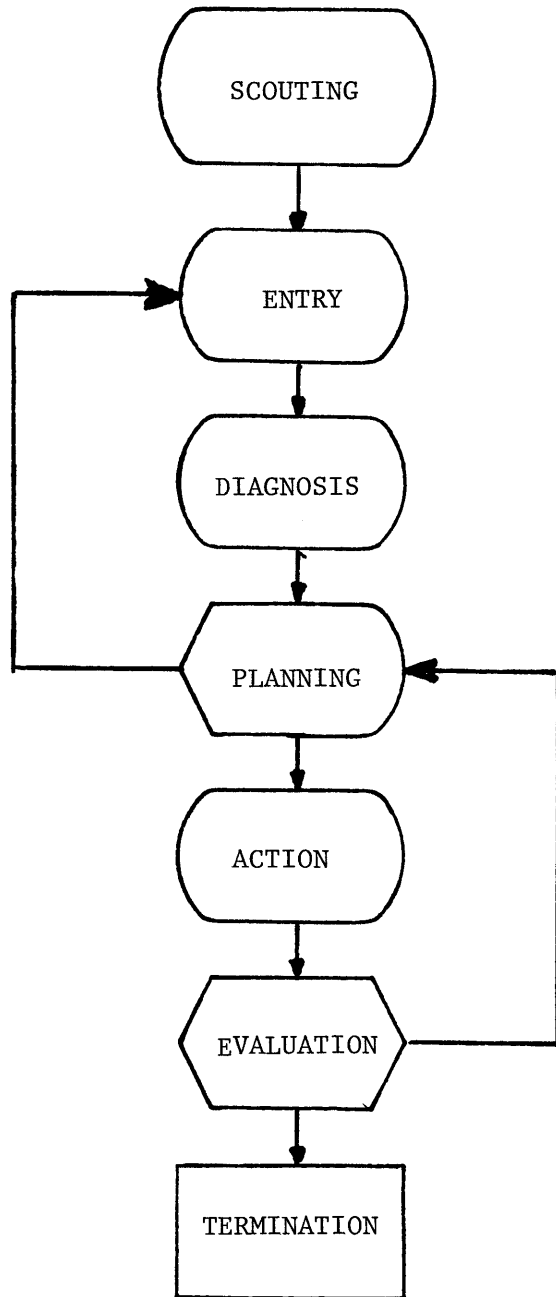 SCOUTING
ENTRY
DIAGNOSIS
PLANNING
ACTION
EVALUATION
TERMINATION